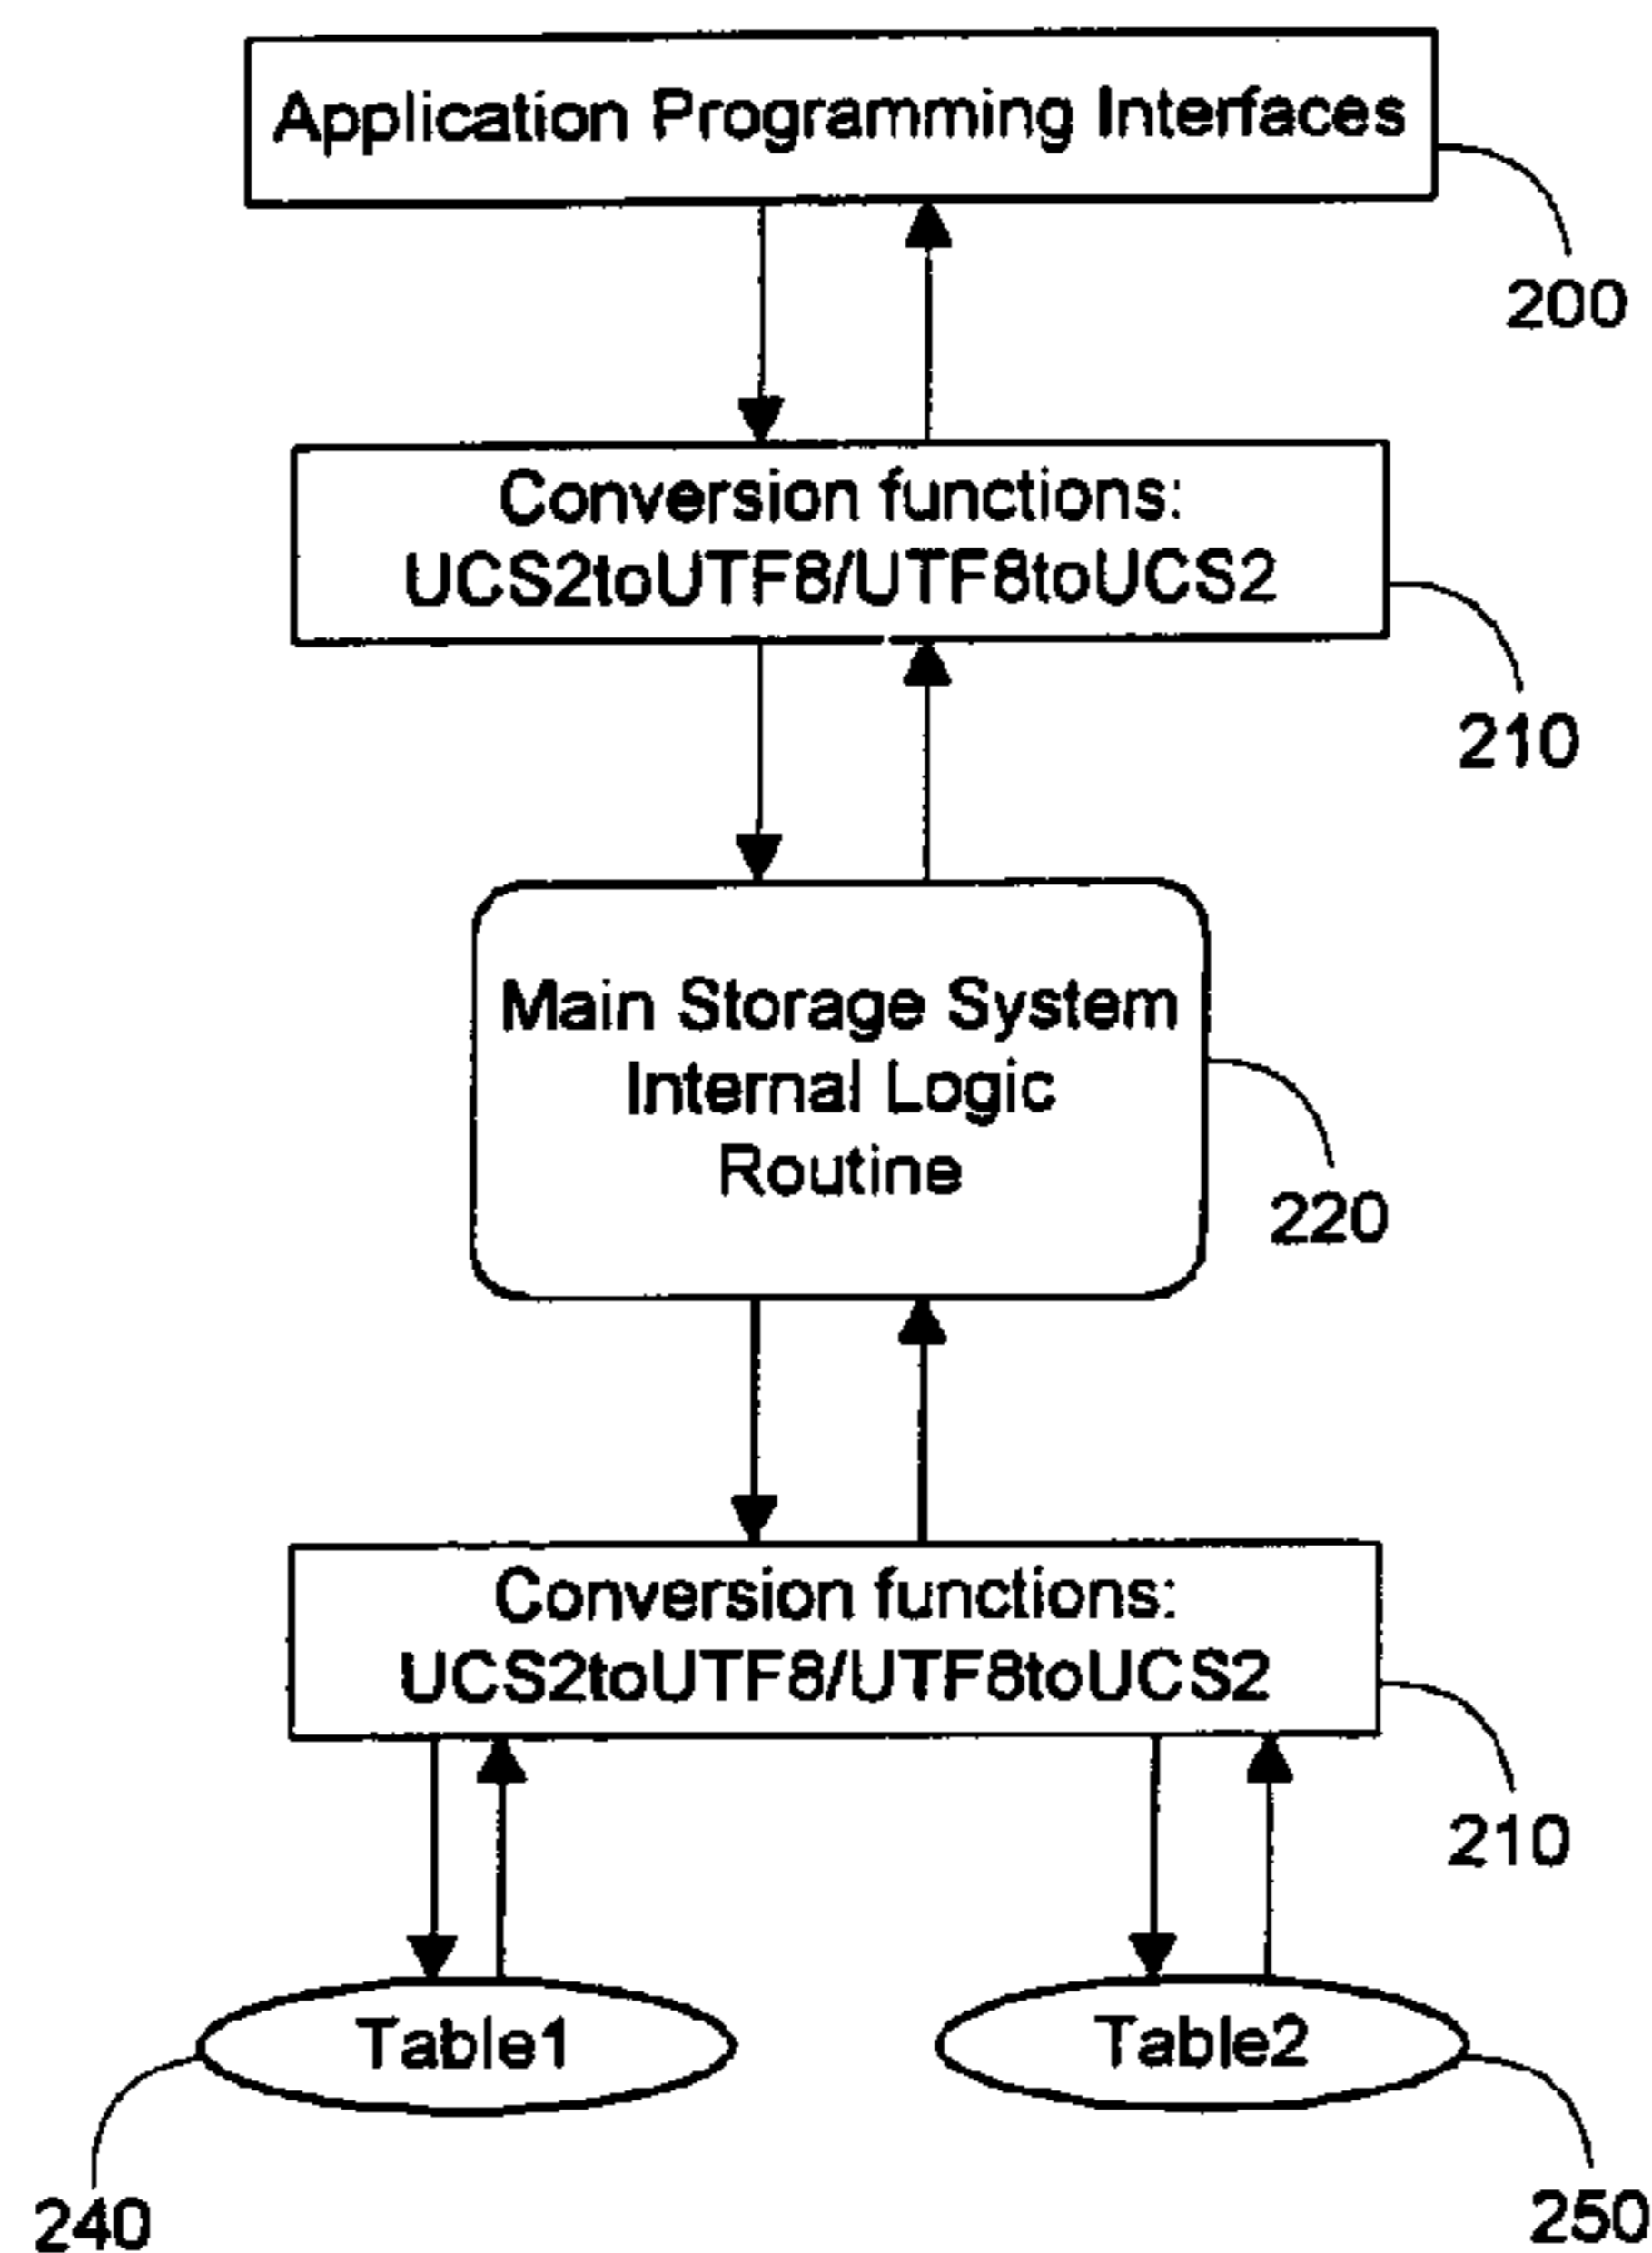 Application Programming Interfaces
200
Conversion functions:
UCS2toUTF8/UTF8toUCS2
210
Main Storage System
Internal Logic
Routine
220
Conversion functions:
UCS2toUTF8/UTF8toUCS2
210
Table1
Table2
240
250